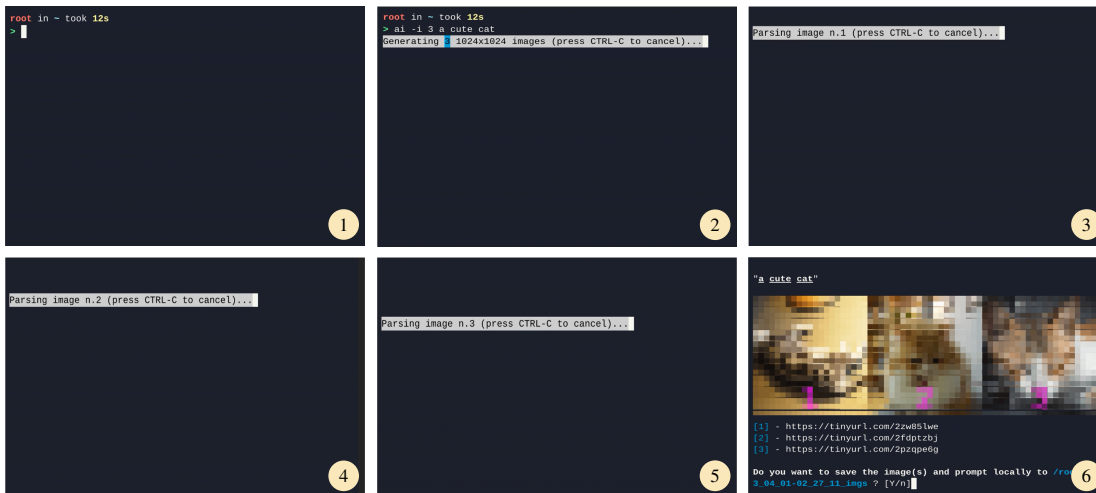 root in ~ took 12s
>
1
root in ~ took 12s
> ai -i 3 a cute cat
Generating 3 1024x1024 images (press CTRL-C to cancel)...
2
Parsing image n.1 (press CTRL-C to cancel)...
3
Parsing image n.2 (press CTRL-C to cancel)...
4
Parsing image n.3 (press CTRL-C to cancel)...
5
"a cute cat"
1 2 3
[1] - https://tinyurl.com/2zw85lwe
[2] - https://tinyurl.com/2fdptzbj
[3] - https://tinyurl.com/2pzqpe6g
Do you want to save the image(s) and prompt locally to
3_04_01-02_27_11_imgs ? [Y/n]
6